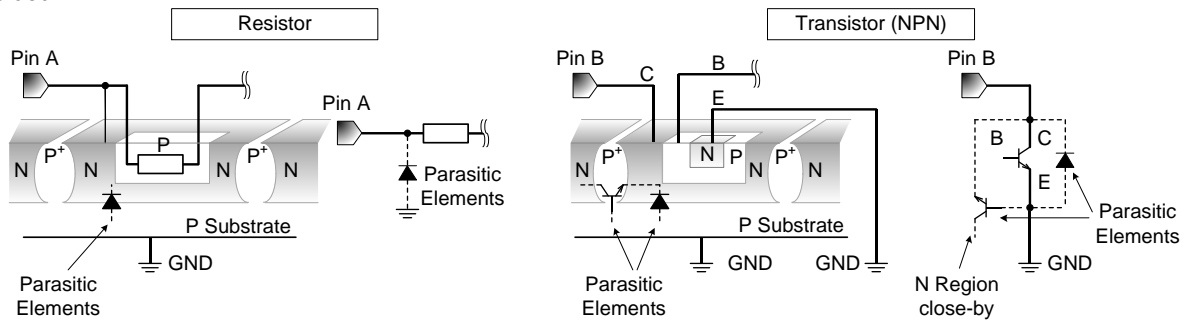 Resistor
Transistor (NPN)
Pin A
Pin A
N
P+
N
P
N
P+
N
Parasitic
Elements
P Substrate
GND
Parasitic
Elements
Pin B
C
B
E
N
P+
N
N
P
N
P+
N
P Substrate
GND
GND
Parasitic
Elements
Pin B
B
C
E
Parasitic
Elements
GND
N Region
close-by